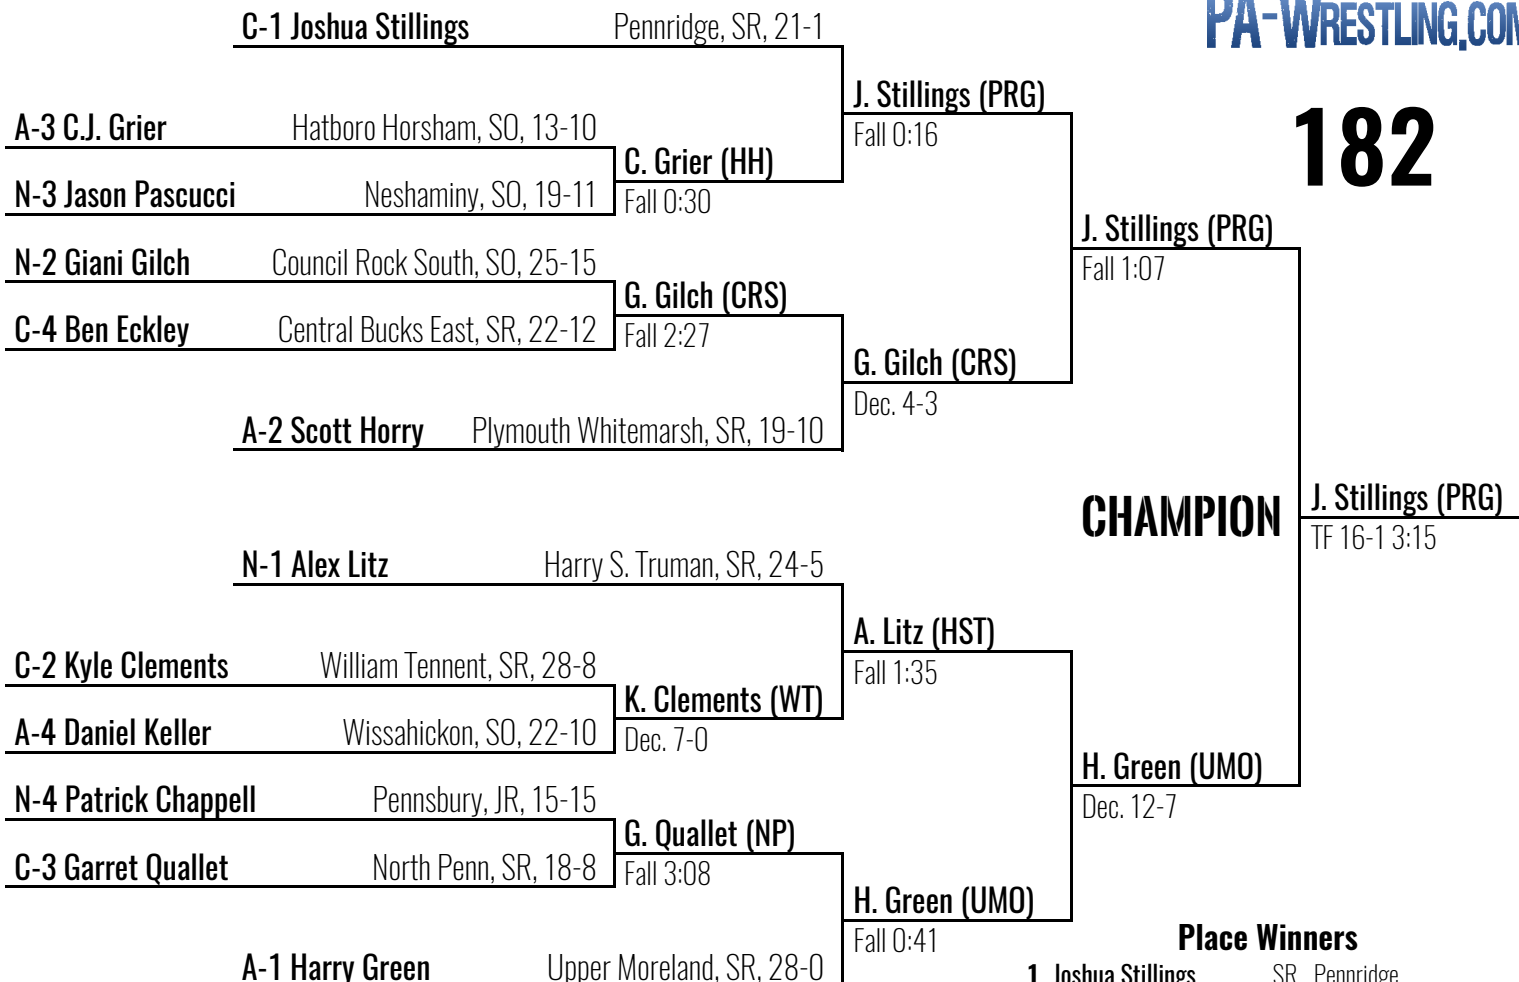 PA-WRESTLING.COM
182
C-1 Joshua Stillings Pennridge, SR, 21-1
J. Stillings (PRG)
Fall 0:16
A-3 C.J. Grier Hatboro Horsham, SO, 13-10
C. Grier (HH)
Fall 0:30
N-3 Jason Pascucci Neshaminy, SO, 19-11
J. Stillings (PRG)
Fall 1:07
N-2 Giani Gilch Council Rock South, SO, 25-15
G. Gilch (CRS)
Fall 2:27
C-4 Ben Eckley Central Bucks East, SR, 22-12
G. Gilch (CRS)
Dec. 4-3
A-2 Scott Horry Plymouth Whitemarsh, SR, 19-10
CHAMPION
J. Stillings (PRG)
TF 16-1 3:15
N-1 Alex Litz Harry S. Truman, SR, 24-5
A. Litz (HST)
Fall 1:35
C-2 Kyle Clements William Tennent, SR, 28-8
K. Clements (WT)
Dec. 7-0
A-4 Daniel Keller Wissahickon, SO, 22-10
H. Green (UMO)
Dec. 12-7
N-4 Patrick Chappell Pennsbury, JR, 15-15
G. Quallet (NP)
Fall 3:08
C-3 Garret Quallet North Penn, SR, 18-8
H. Green (UMO)
Fall 0:41
A-1 Harry Green Upper Moreland, SR, 28-0
Place Winners
1 Joshua Stillings SR Pennridge